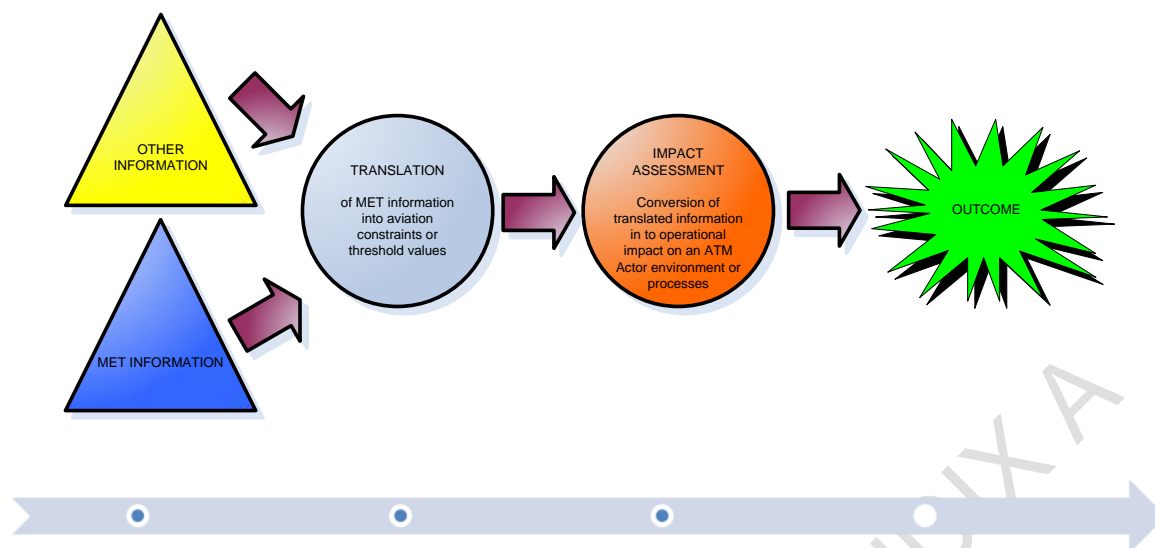 OTHER
INFORMATION
MET INFORMATION
TRANSLATION
of MET information
into aviation
constraints or
threshold values
IMPACT
ASSESSMENT
Conversion of
translated information
in to operational
impact on an ATM
Actor environment or
processes
OUTCOME